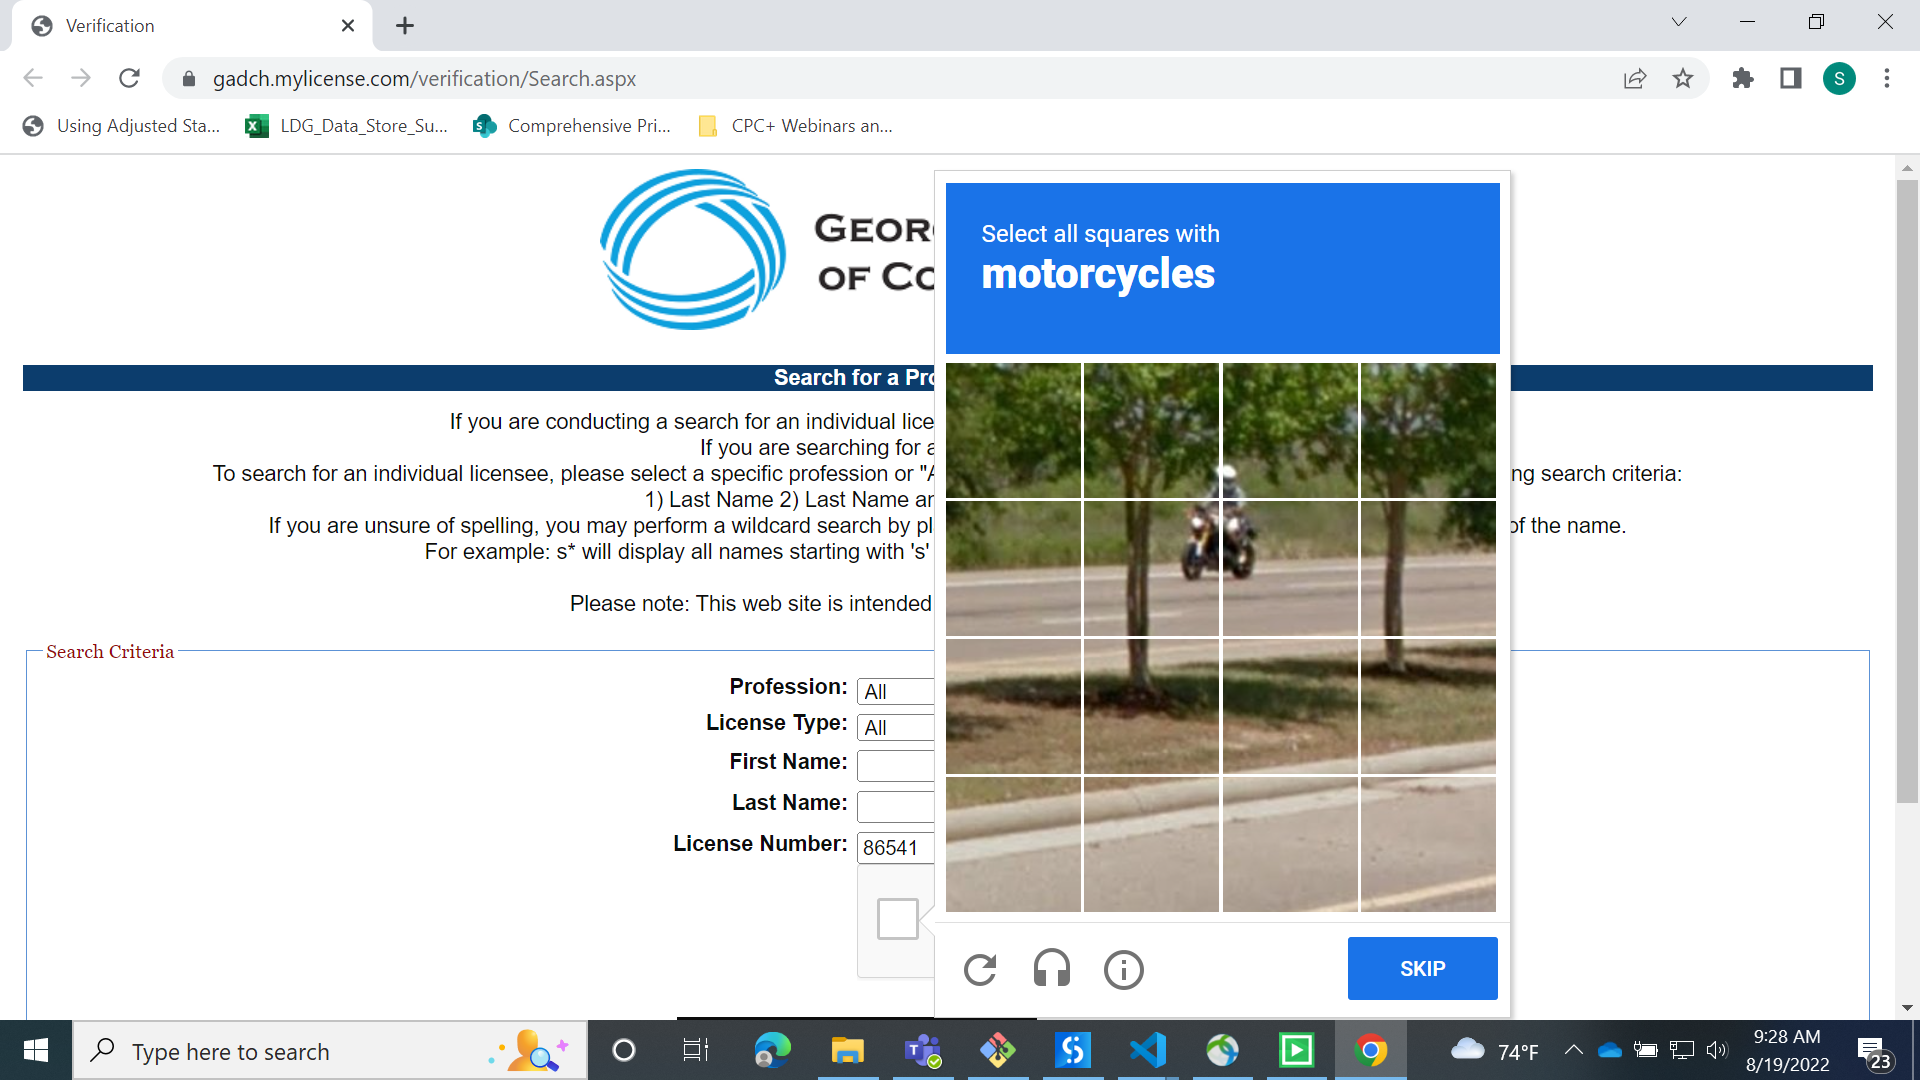 Verification
gadch.mylicense.com/verification/Search.aspx
S
Using Adjusted Sta...
LDG_Data_Store_Su...
Comprehensive Pri...
CPC+ Webinars an...
GEOR
OF CO
Select all squares with
motorcycles
Search for a Pro
If you are conducting a search for an individual lice
If you are searching for a
To search for an individual licensee, please select a specific profession or "A
ng search criteria:
1) Last Name 2) Last Name an
If you are unsure of spelling, you may perform a wildcard search by pl
of the name.
For example: s* will display all names starting with 's'
Please note: This web site is intended
Search Criteria
Profession:
All
License Type:
All
First Name:
Last Name:
License Number:
86541
SKIP
Type here to search
74°F
9:28 AM
8/19/2022
23